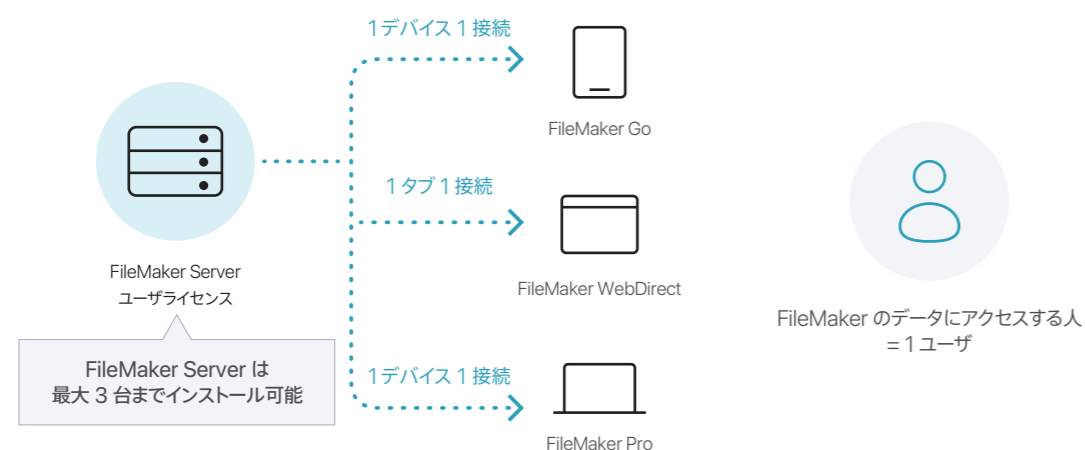 1デバイス 1 接続
FileMaker Go
1 タブ 1 接続
FileMaker WebDirect
1デバイス 1 接続
FileMaker Pro
FileMaker Server
ユーザライセンス
FileMaker Server は
最大 3 台までインストール可能
FileMaker のデータにアクセスする人
= 1 ユーザ